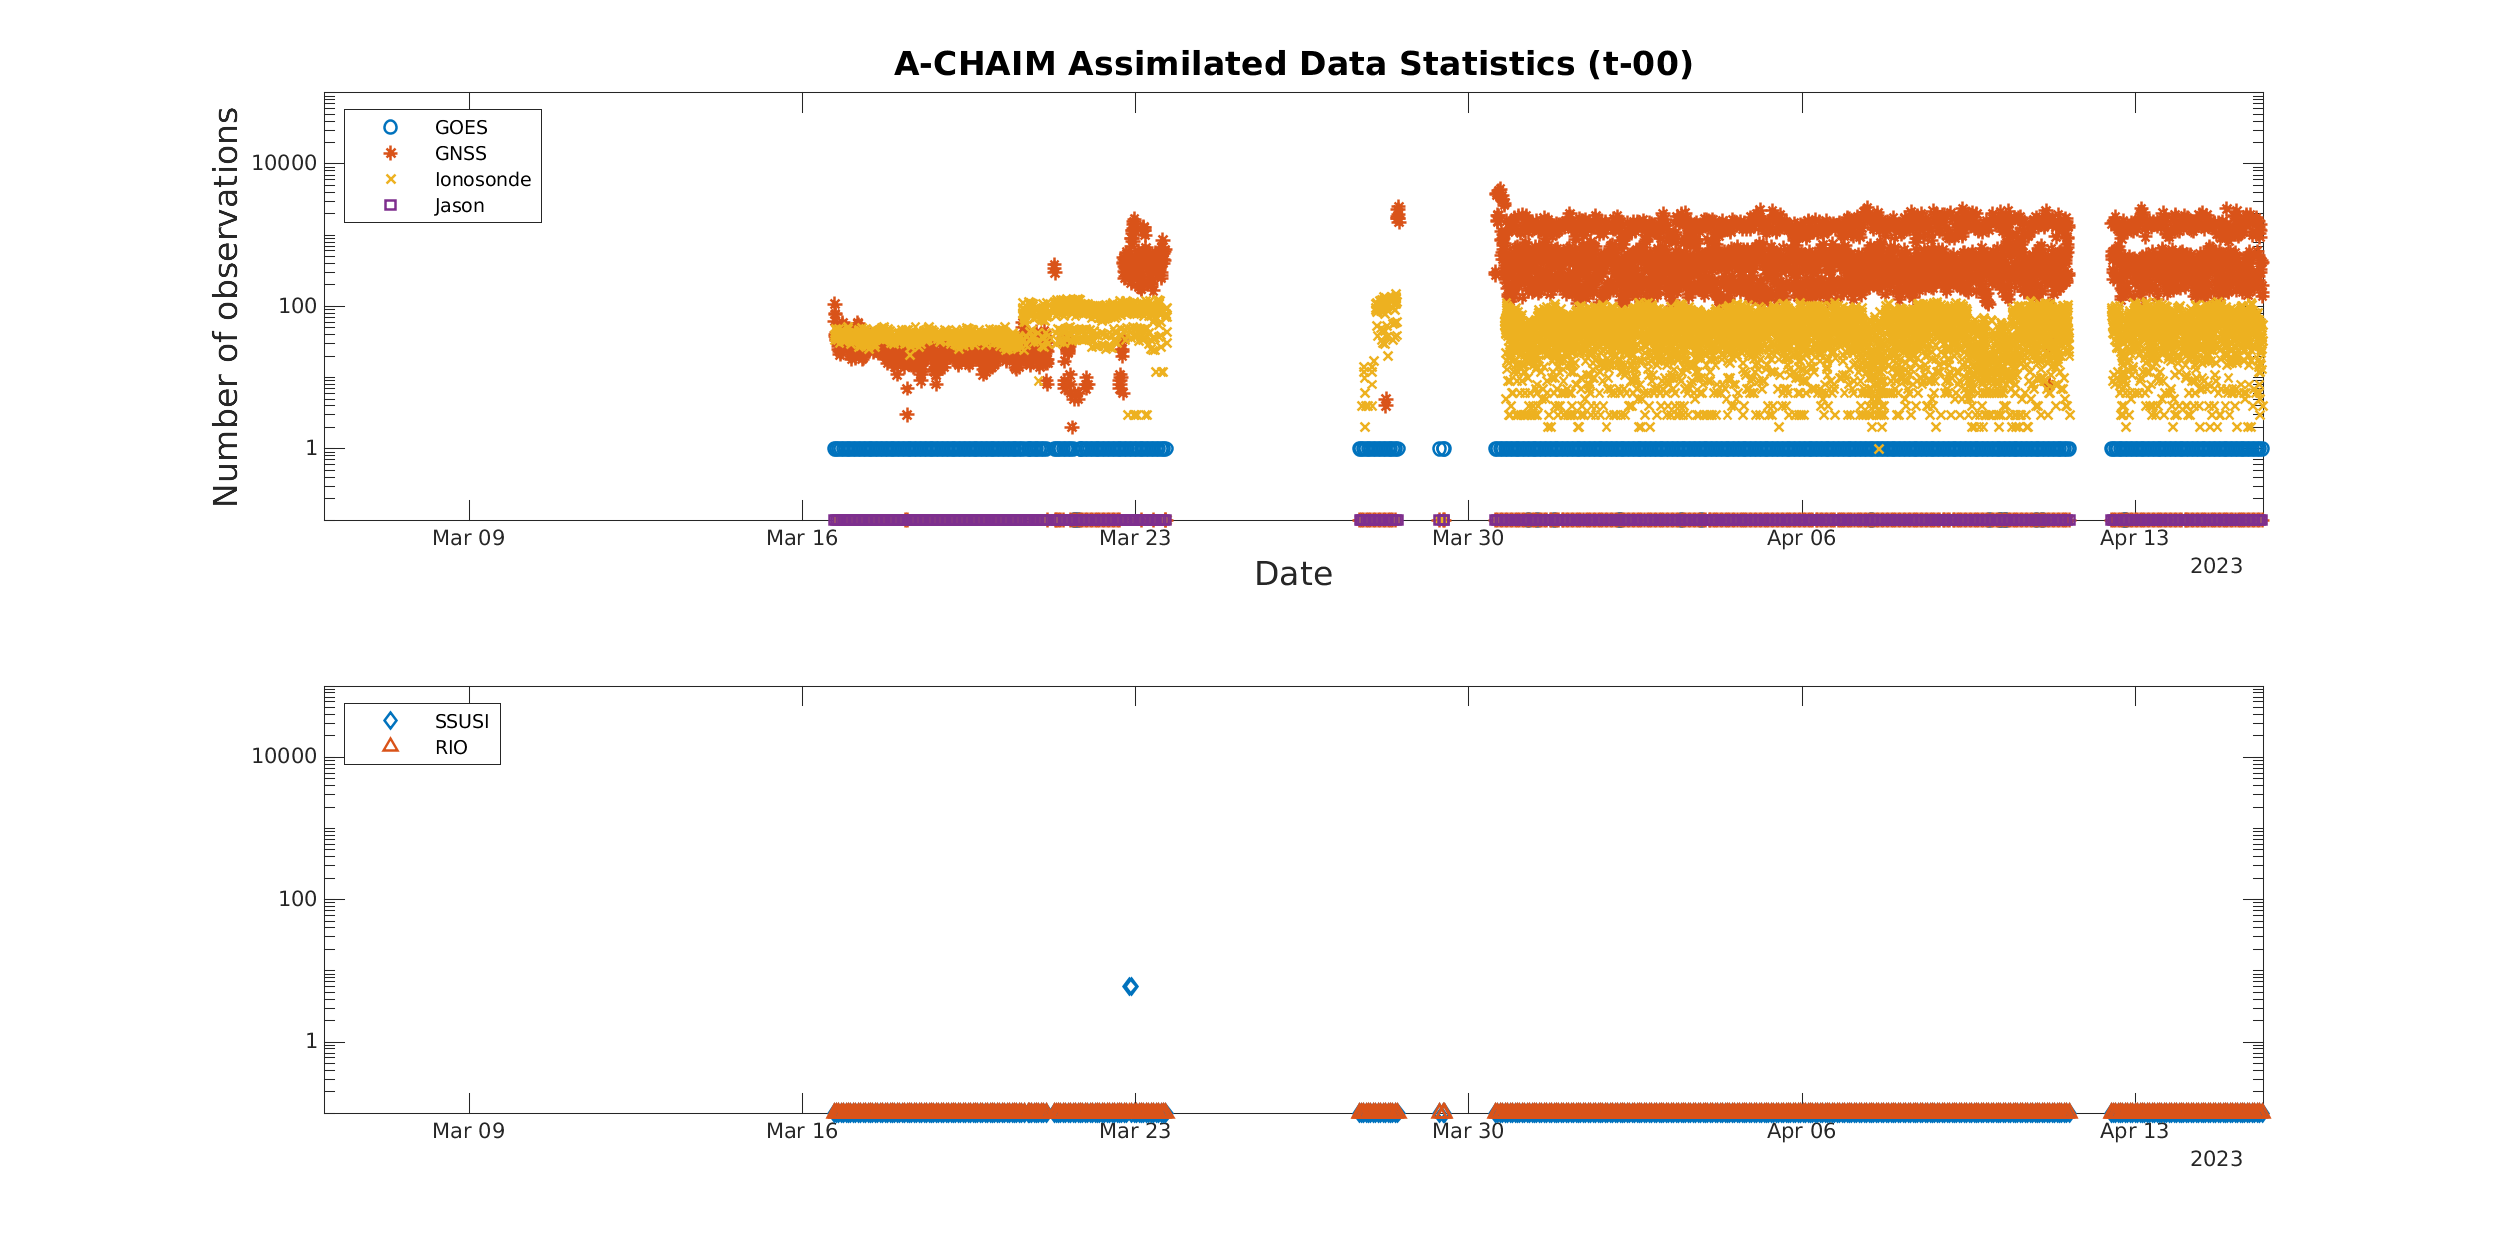 A-CHAIM Assimilated Data Statistics (t-00)
Number of observations
GOES
GNSS
Ionosonde
Jason
10000
100
1
Mar 09 Mar 16 Mar 23 Mar 30 Apr 06 Apr 13
2023
Date
SSUSI
RIO
10000
100
1
Mar 09 Mar 16 Mar 23 Mar 30 Apr 06 Apr 13
2023